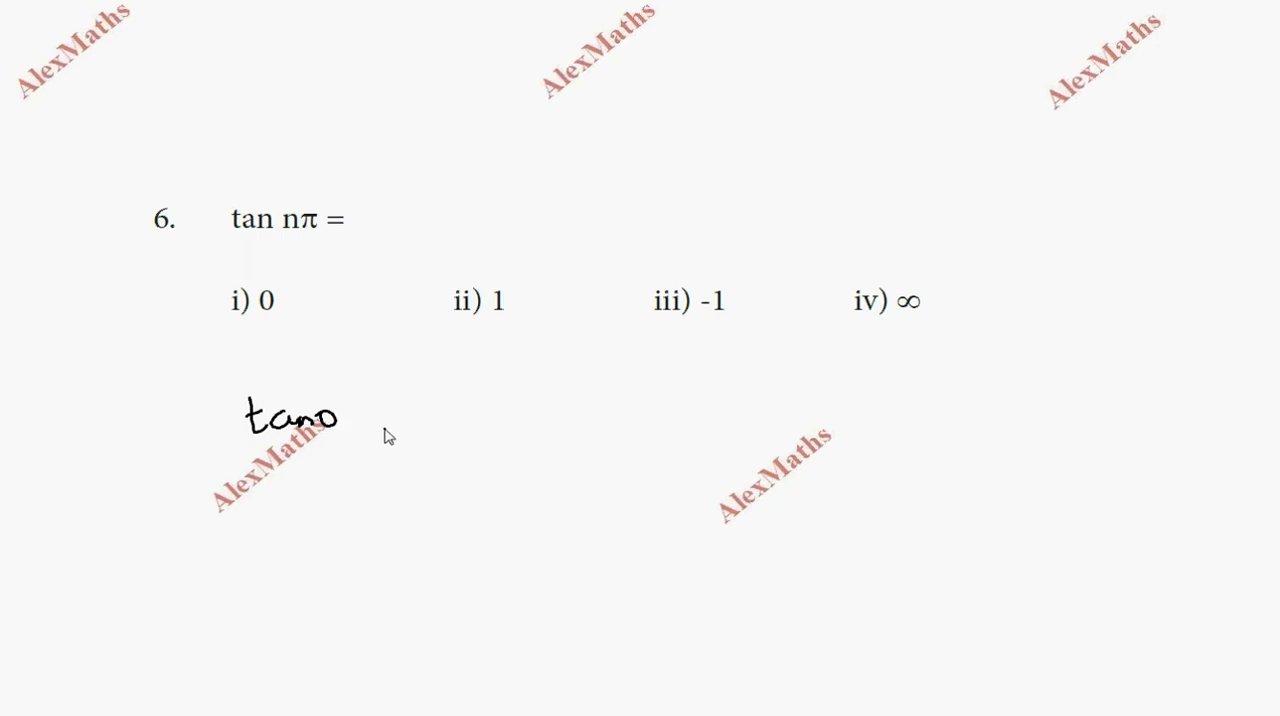 AlexMaths AlexMaths AlexMaths
6. tan nπ =
i) 0 ii) 1 iii) -1 iv) ∞
tan0
AlexMaths AlexMaths